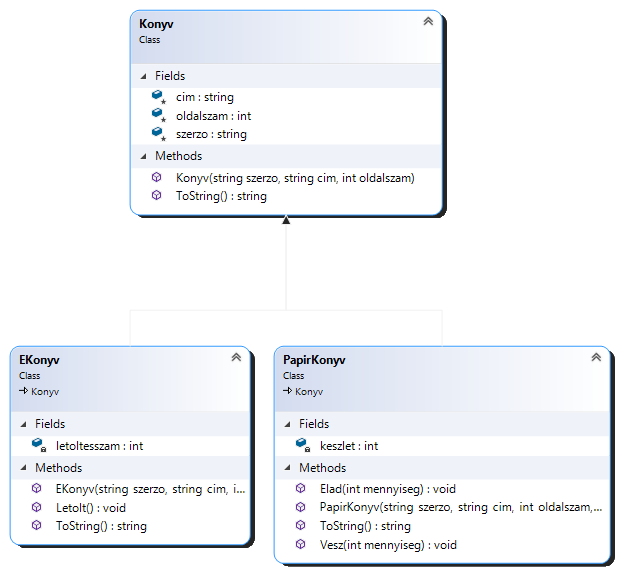 Konyv
Class
Fields
cim : string
oldalszam : int
szerzo : string
Methods
Konyv(string szerzo, string cim, int oldalszam)
ToString() : string
EKonyv
Class
Konyv
Fields
letoltesszam : int
Methods
EKonyv(string szerzo, string cim, i...
Letolt() : void
ToString() : string
PapirKonyv
Class
Konyv
Fields
keszlet : int
Methods
Elad(int mennyiseg) : void
PapirKonyv(string szerzo, string cim, int oldalszam,...
ToString() : string
Vesz(int mennyiseg) : void